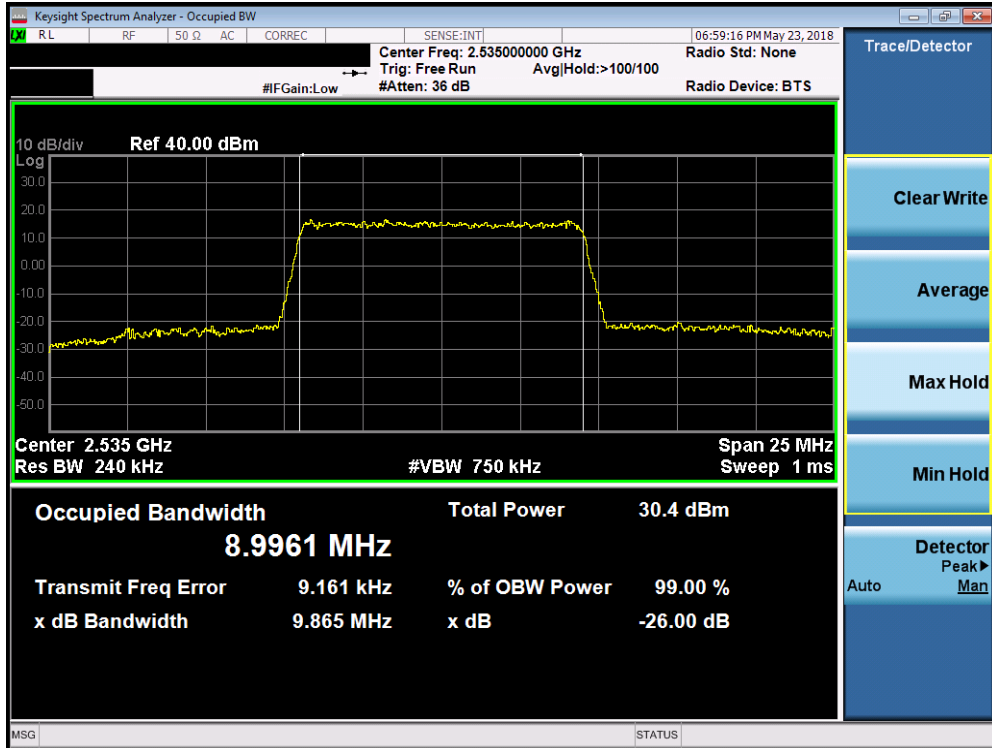 Keysight Spectrum Analyzer - Occupied BW
LXI RL RF 50 Ω AC CORREC SENSE:INT 06:59:16 PM May 23, 2018
Center Freq: 2.535000000 GHz Radio Std: None
Trig: Free Run Avg|Hold:>100/100
#IFGain:Low #Atten: 36 dB Radio Device: BTS
Trace/Detector
10 dB/div Ref 40.00 dBm
Log
30.0
20.0
10.0
0.00
-10.0
-20.0
-30.0
-40.0
-50.0
Center 2.535 GHz Span 25 MHz
Res BW 240 kHz #VBW 750 kHz Sweep 1 ms
Occupied Bandwidth Total Power 30.4 dBm
8.9961 MHz
Transmit Freq Error 9.161 kHz % of OBW Power 99.00 %
x dB Bandwidth 9.865 MHz x dB -26.00 dB
Clear Write
Average
Max Hold
Min Hold
Detector
Peak▶
Auto Man
MSG STATUS